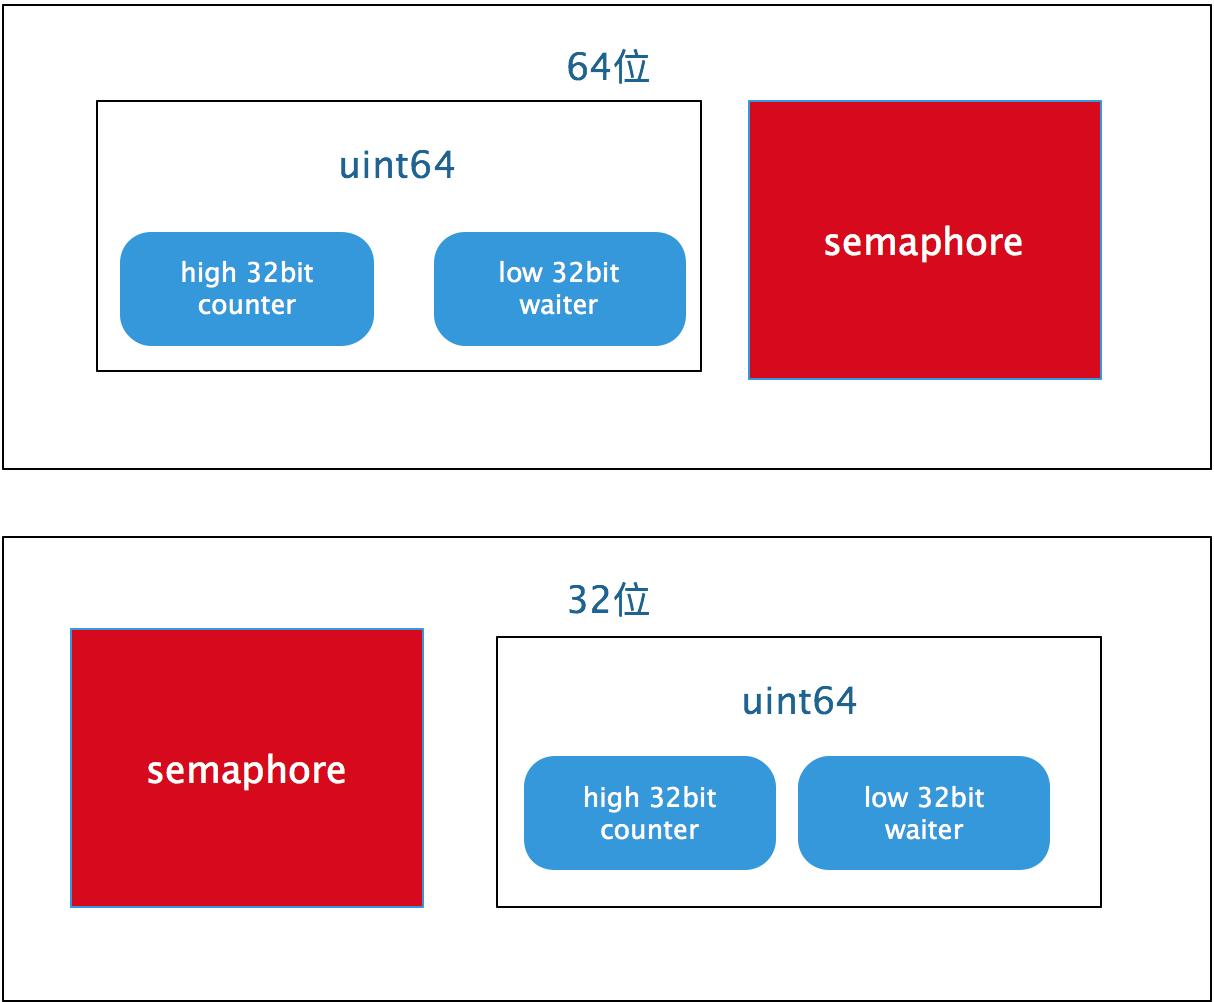 64位
uint64
high 32bit
counter
low 32bit
waiter
semaphore
32位
semaphore
uint64
high 32bit
counter
low 32bit
waiter